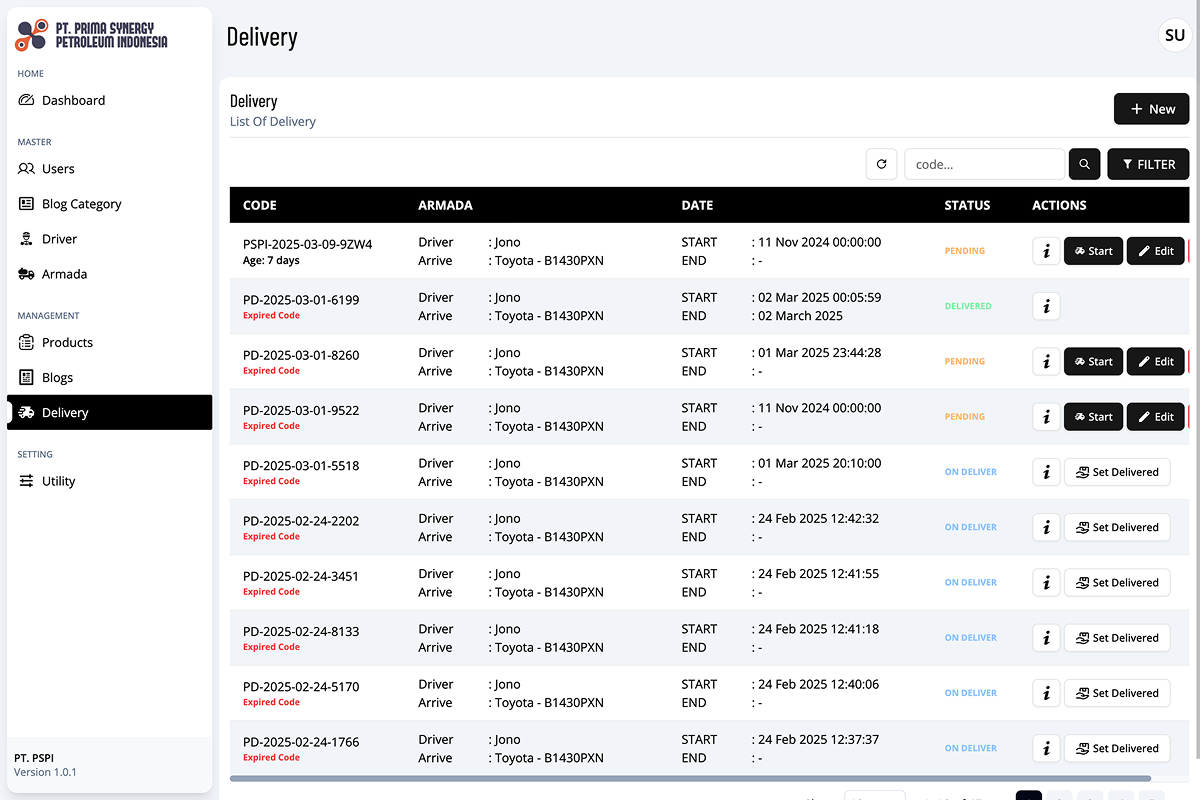 PT. PRIMA SYNERGY
PETROLEUM INDONESIA
HOME
Dashboard
MASTER
Users
Blog Category
Driver
Armada
MANAGEMENT
Products
Blogs
Delivery
SETTING
Utility
PT. PSPI
Version 1.0.1
Delivery
SU
Delivery
List Of Delivery
New
code...
FILTER
CODE ARMADA DATE STATUS ACTIONS
PSPI-2025-03-09-9ZW4 Driver : Jono START : 11 Nov 2024 00:00:00 PENDING i Start Edit
Age: 7 days Arrive : Toyota - B1430PXN END : -
PD-2025-03-01-6199 Driver : Jono START : 02 Mar 2025 00:05:59 DELIVERED i
Expired Code Arrive : Toyota - B1430PXN END : 02 March 2025
PD-2025-03-01-8260 Driver : Jono START : 01 Mar 2025 23:44:28 PENDING i Start Edit
Expired Code Arrive : Toyota - B1430PXN END : -
PD-2025-03-01-9522 Driver : Jono START : 11 Nov 2024 00:00:00 PENDING i Start Edit
Expired Code Arrive : Toyota - B1430PXN END : -
PD-2025-03-01-5518 Driver : Jono START : 01 Mar 2025 20:10:00 ON DELIVER i Set Delivered
Expired Code Arrive : Toyota - B1430PXN END : -
PD-2025-02-24-2202 Driver : Jono START : 24 Feb 2025 12:42:32 ON DELIVER i Set Delivered
Expired Code Arrive : Toyota - B1430PXN END : -
PD-2025-02-24-3451 Driver : Jono START : 24 Feb 2025 12:41:55 ON DELIVER i Set Delivered
Expired Code Arrive : Toyota - B1430PXN END : -
PD-2025-02-24-8133 Driver : Jono START : 24 Feb 2025 12:41:18 ON DELIVER i Set Delivered
Expired Code Arrive : Toyota - B1430PXN END : -
PD-2025-02-24-5170 Driver : Jono START : 24 Feb 2025 12:40:06 ON DELIVER i Set Delivered
Expired Code Arrive : Toyota - B1430PXN END : -
PD-2025-02-24-1766 Driver : Jono START : 24 Feb 2025 12:37:37 ON DELIVER i Set Delivered
Expired Code Arrive : Toyota - B1430PXN END : -